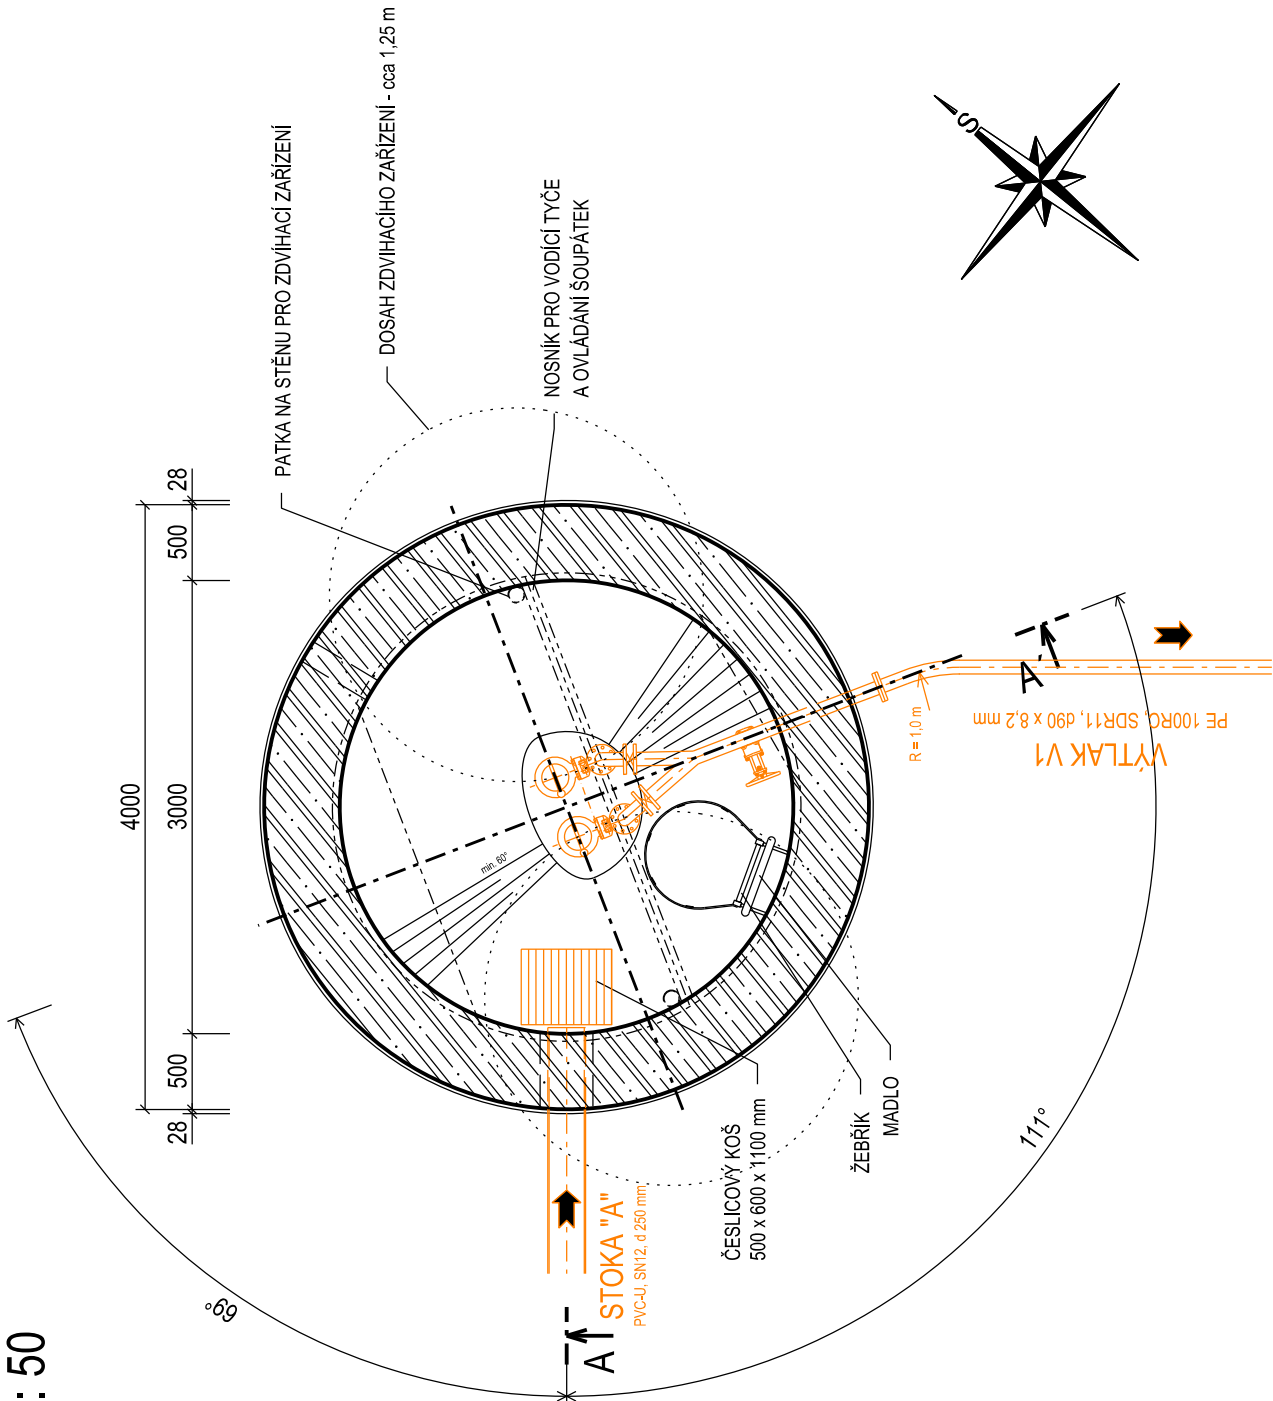 PATKA NA STĚNU PRO ZDVÍHACÍ ZAŘÍZENÍ
DOSAH ZDVIHACÍHO ZAŘÍZENÍ - cca 1,25 m
NOSNÍK PRO VODÍCÍ TYČE
A OVLÁDÁNÍ ŠOUPÁTEK
S
28
500
4000
3000
500
28
min. 60°
A´
R = 1,0 m
PE 100RC, SDR11, d90 x 8,2 mm
VÝTLAK V1
ČESLICOVÝ KOŠ
500 x 600 x 1100 mm
ŽEBŘÍK
MADLO
111°
69°
STOKA "A"
PVC-U, SN12, d 250 mm
A
: 50